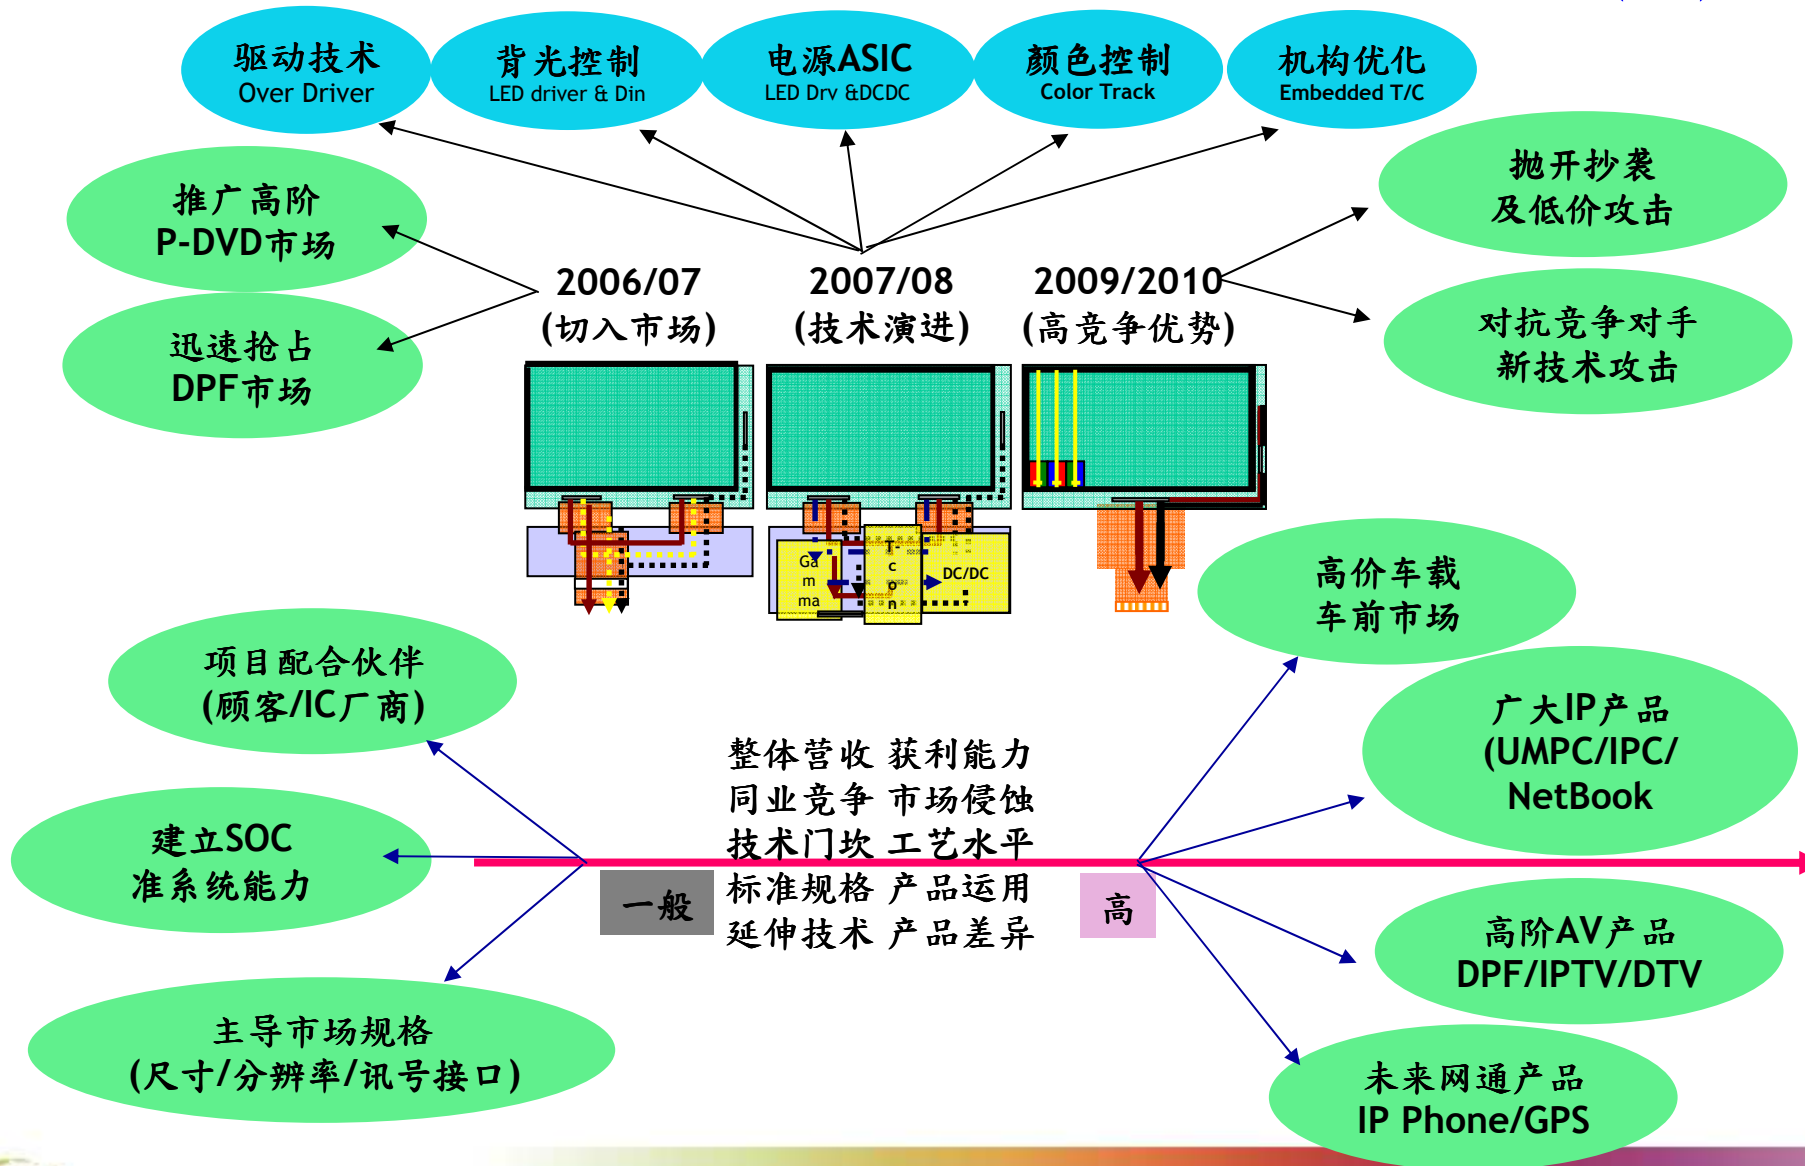 驱动技术
Over Driver
背光控制
LED driver & Din
电源ASIC
LED Drv &DCDC
颜色控制
Color Track
机构优化
Embedded T/C
推广高阶
P-DVD市场
迅速抢占
DPF市场
2006/07
(切入市场)
2007/08
(技术演进)
2009/2010
(高竞争优势)
抛开抄袭
及低价攻击
对抗竞争对手
新技术攻击
Ga
m
ma
T-
c
o
n
DC/DC
高价车载
车前市场
项目配合伙伴
(顾客/IC厂商)
广大IP产品
(UMPC/IPC/
NetBook
建立SOC
准系统能力
整体营收 获利能力
同业竞争 市场侵蚀
技术门坎 工艺水平
标准规格 产品运用
延伸技术 产品差异
一般
高
高阶AV产品
DPF/IPTV/DTV
主导市场规格
(尺寸/分辨率/讯号接口)
未来网通产品
IP Phone/GPS